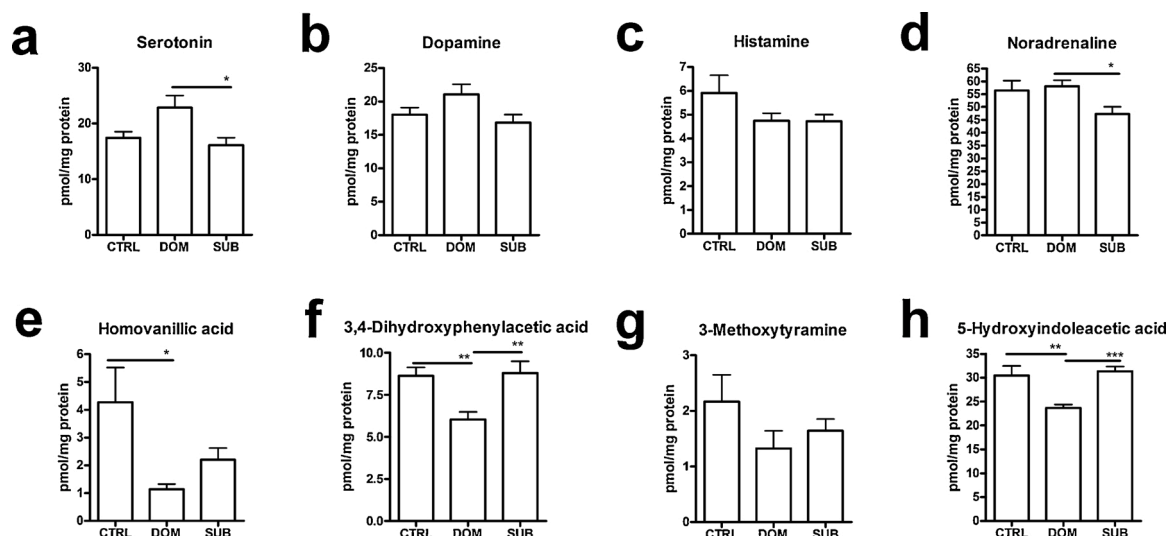 a
Serotonin
pmol/mg protein
30
20
10
0
*
CTRL DOM SUB
b
Dopamine
pmol/mg protein
25
20
15
10
5
0
CTRL DOM SUB
c
Histamine
pmol/mg protein
7
6
5
4
3
2
1
0
CTRL DOM SUB
d
Noradrenaline
pmol/mg protein
65
60
55
50
45
40
35
30
25
20
15
10
5
0
*
CTRL DOM SUB
e
Homovanillic acid
pmol/mg protein
6
5
4
3
2
1
0
*
CTRL DOM SUB
f
3,4-Dihydroxyphenylacetic acid
pmol/mg protein
10.0
7.5
5.0
2.5
0.0
** **
CTRL DOM SUB
g
3-Methoxytyramine
pmol/mg protein
3
2
1
0
CTRL DOM SUB
h
5-Hydroxyindoleacetic acid
pmol/mg protein
35
30
25
20
15
10
5
0
** ***
CTRL DOM SUB